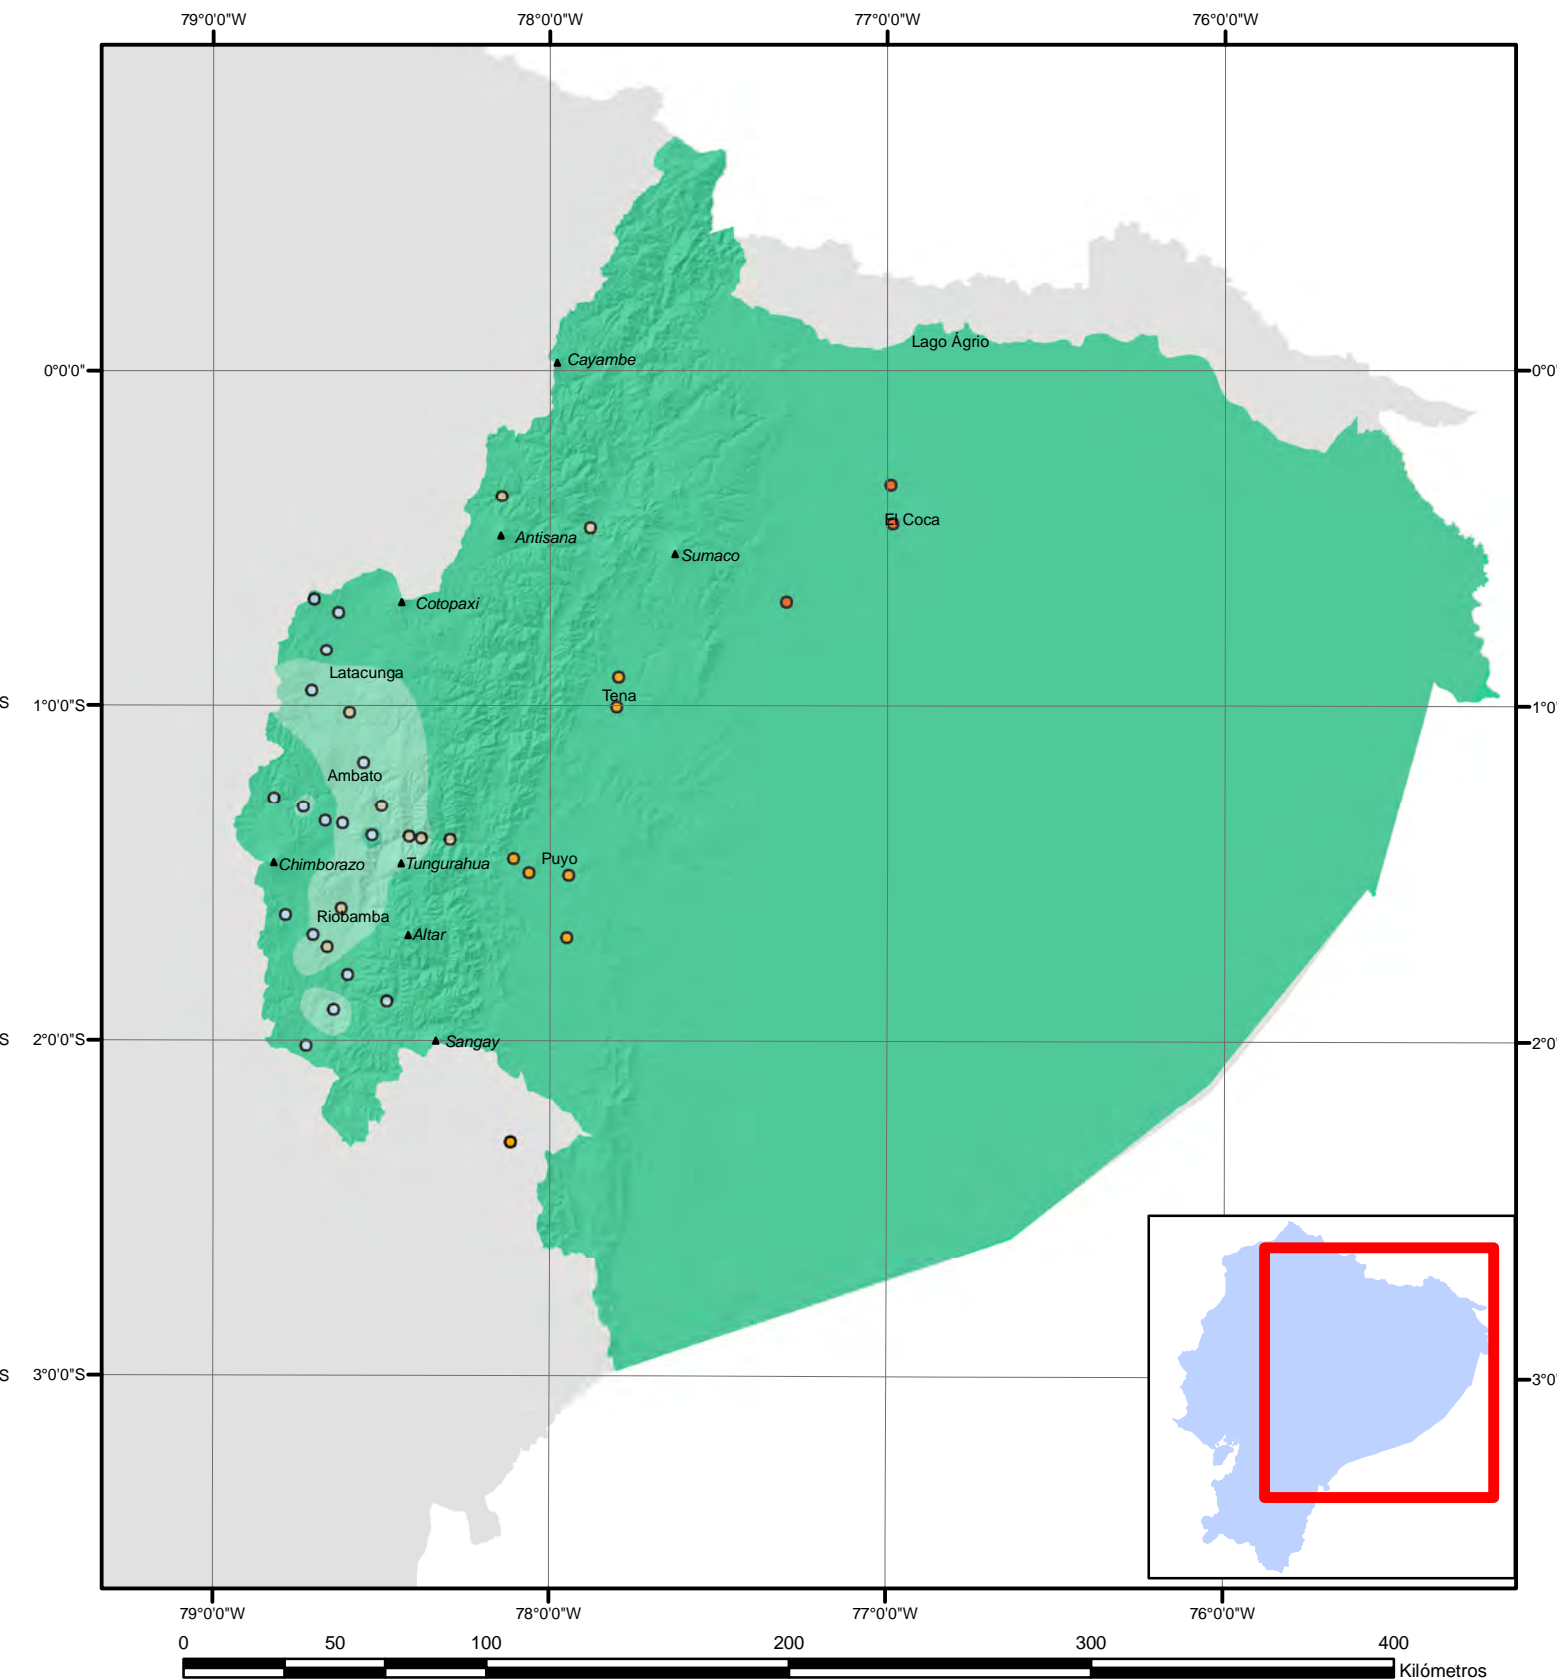 79°0'0"W 78°0'0"W 77°0'0"W 76°0'0"W
Lago Ágrio
Cayambe
0°0'0" 0°0'
El Coca
Antisana
Sumaco
Cotopaxi
Latacunga
Tena
S 1°0'0"S 1°0'
Ambato
Puyo
Chimborazo Tungurahua
Riobamba
Altar
S 2°0'0"S 2°0'
Sangay
S 3°0'0"S 3°0'
79°0'0"W 78°0'0"W 77°0'0"W 76°0'0"W
0 50 100 200 300 400
Kilómetros